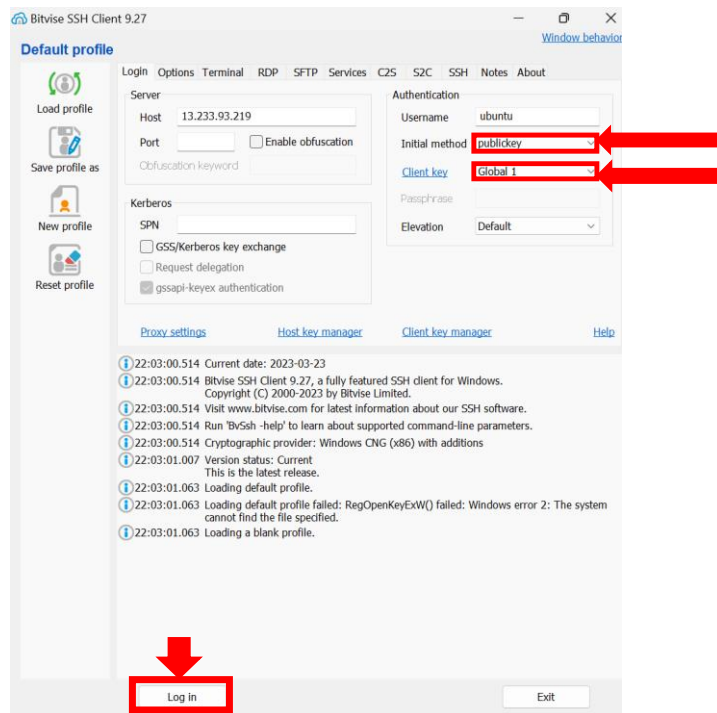 Bitvise SSH Client 9.27
Window behavior
Default profile
Load profile
Save profile as
New profile
Reset profile
Login Options Terminal RDP SFTP Services C2S S2C SSH Notes About
Server
Host 13.233.93.219
Port Enable obfuscation
Obfuscation keyword
Kerberos
SPN
GSS/Kerberos key exchange
Request delegation
gssapi-keyex authentication
Authentication
Username ubuntu
Initial method publickey
Client key Global 1
Passphrase
Elevation Default
Proxy settings Host key manager Client key manager Help
22:03:00.514 Current date: 2023-03-23
22:03:00.514 Bitvise SSH Client 9.27, a fully featured SSH client for Windows.
Copyright (C) 2000-2023 by Bitvise Limited.
22:03:00.514 Visit www.bitvise.com for latest information about our SSH software.
22:03:00.514 Run 'BvSsh -help' to learn about supported command-line parameters.
22:03:00.514 Cryptographic provider: Windows CNG (x86) with additions
22:03:01.007 Version status: Current
This is the latest release.
22:03:01.063 Loading default profile.
22:03:01.063 Loading default profile failed: RegOpenKeyExW() failed: Windows error 2: The system
cannot find the file specified.
22:03:01.063 Loading a blank profile.
Log in
Exit